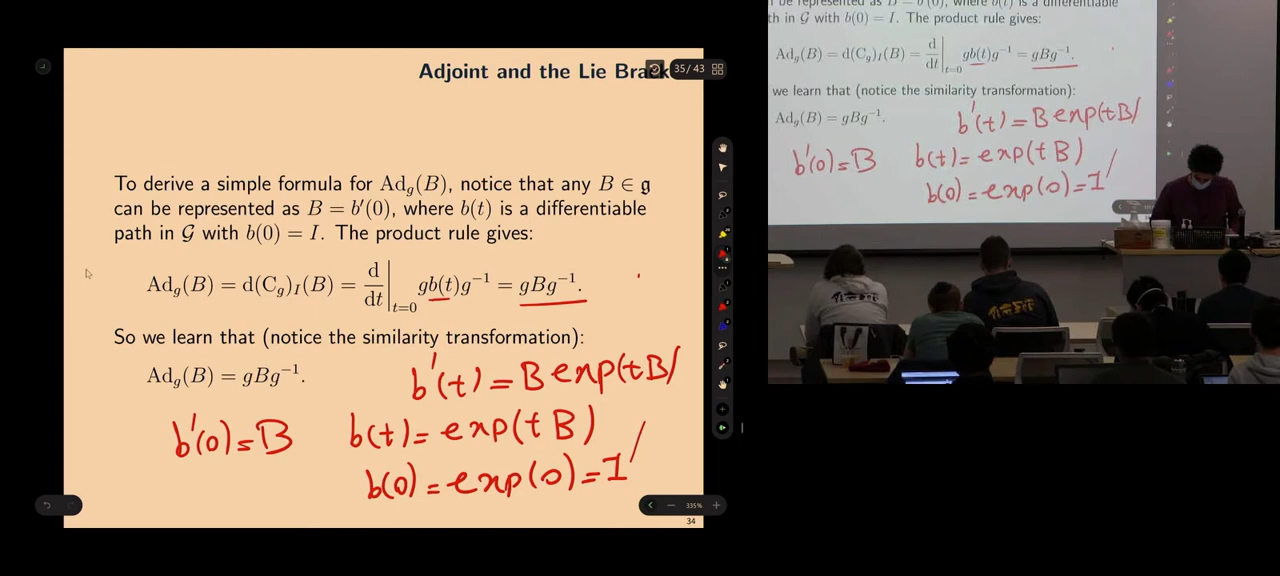 Adjoint and the Lie Brack
35/43
To derive a simple formula for Ad_g(B), notice that any B ∈ 𝔤
can be represented as B = b′(0), where b(t) is a differentiable
path in 𝒢 with b(0) = I. The product rule gives:
Ad_g(B) = d(C_g)_I(B) = d/dt|_{t=0} gb(t)g⁻¹ = gBg⁻¹.
So we learn that (notice the similarity transformation):
Ad_g(B) = gBg⁻¹.
b'(t) = B exp(tB)
b'(0) = B
b(t) = exp(tB)
b(0) = exp(0) = I
335%
34
be represented as B = b′(0), where b(t) is a differentiable
th in 𝒢 with b(0) = I. The product rule gives:
Ad_g(B) = d(C_g)_I(B) = d/dt|_{t=0} gb(t)g⁻¹ = gBg⁻¹.
we learn that (notice the similarity transformation):
Ad_g(B) = gBg⁻¹.
b'(t) = B exp(tB)
b'(0) = B
b(t) = exp(tB)
b(0) = exp(0) = I